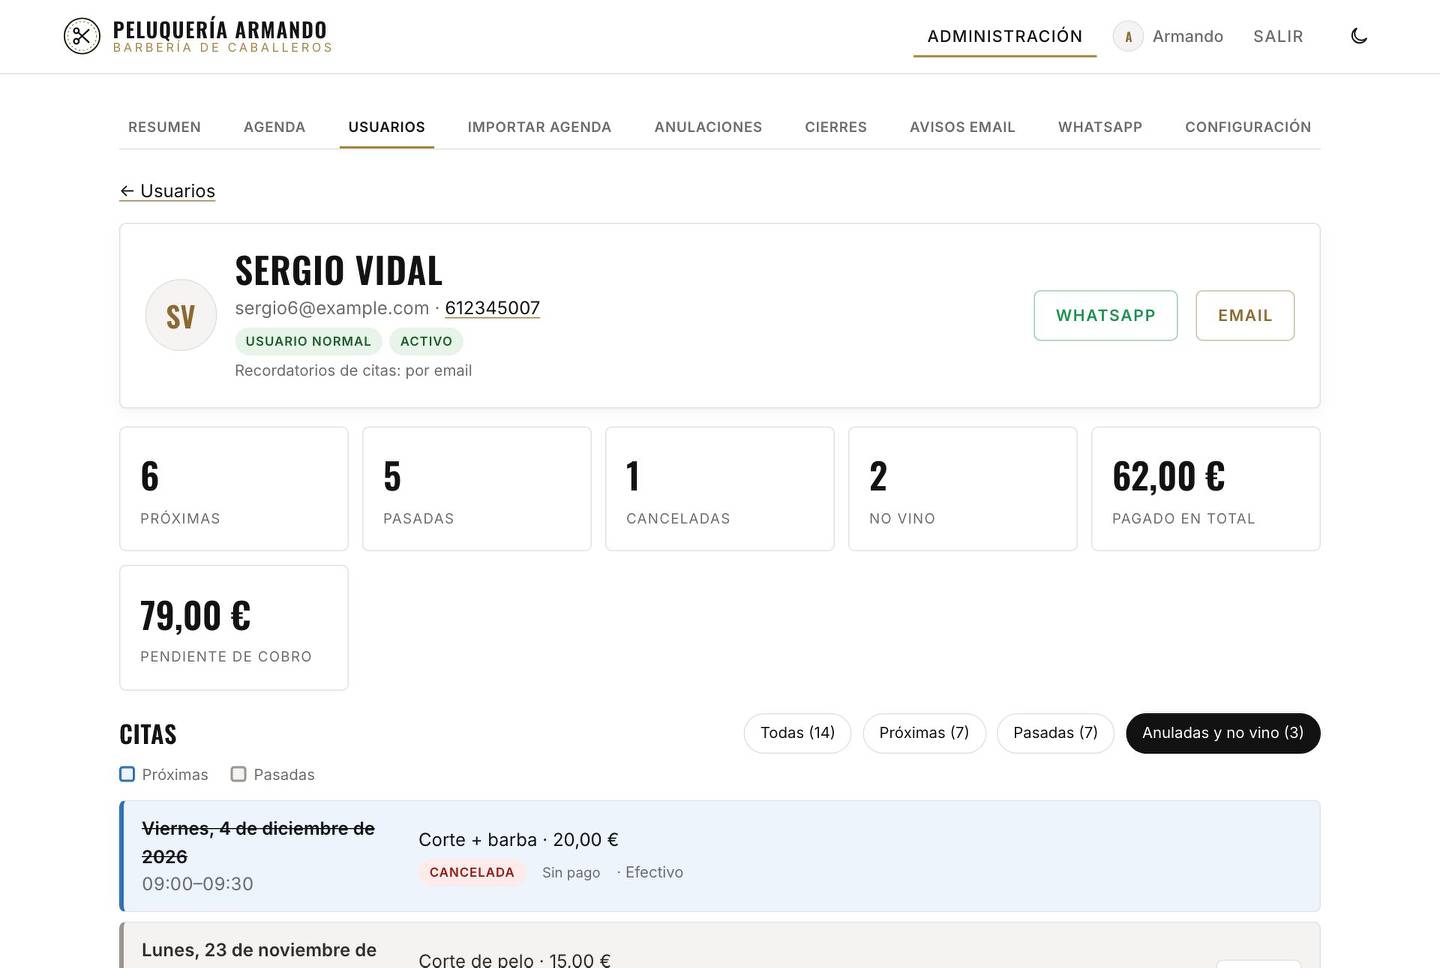 PELUQUERÍA ARMANDO
BARBERÍA DE CABALLEROS
ADMINISTRACIÓN
A
Armando
SALIR
RESUMEN
AGENDA
USUARIOS
IMPORTAR AGENDA
ANULACIONES
CIERRES
AVISOS EMAIL
WHATSAPP
CONFIGURACIÓN
← Usuarios
SV
SERGIO VIDAL
sergio6@example.com · 612345007
USUARIO NORMAL
ACTIVO
Recordatorios de citas: por email
WHATSAPP
EMAIL
6
PRÓXIMAS
5
PASADAS
1
CANCELADAS
2
NO VINO
62,00 €
PAGADO EN TOTAL
79,00 €
PENDIENTE DE COBRO
CITAS
Todas (14)
Próximas (7)
Pasadas (7)
Anuladas y no vino (3)
Próximas
Pasadas
Viernes, 4 de diciembre de
2026
09:00–09:30
Corte + barba · 20,00 €
CANCELADA
Sin pago
· Efectivo
Lunes, 23 de noviembre de
Corte de pelo · 15,00 €